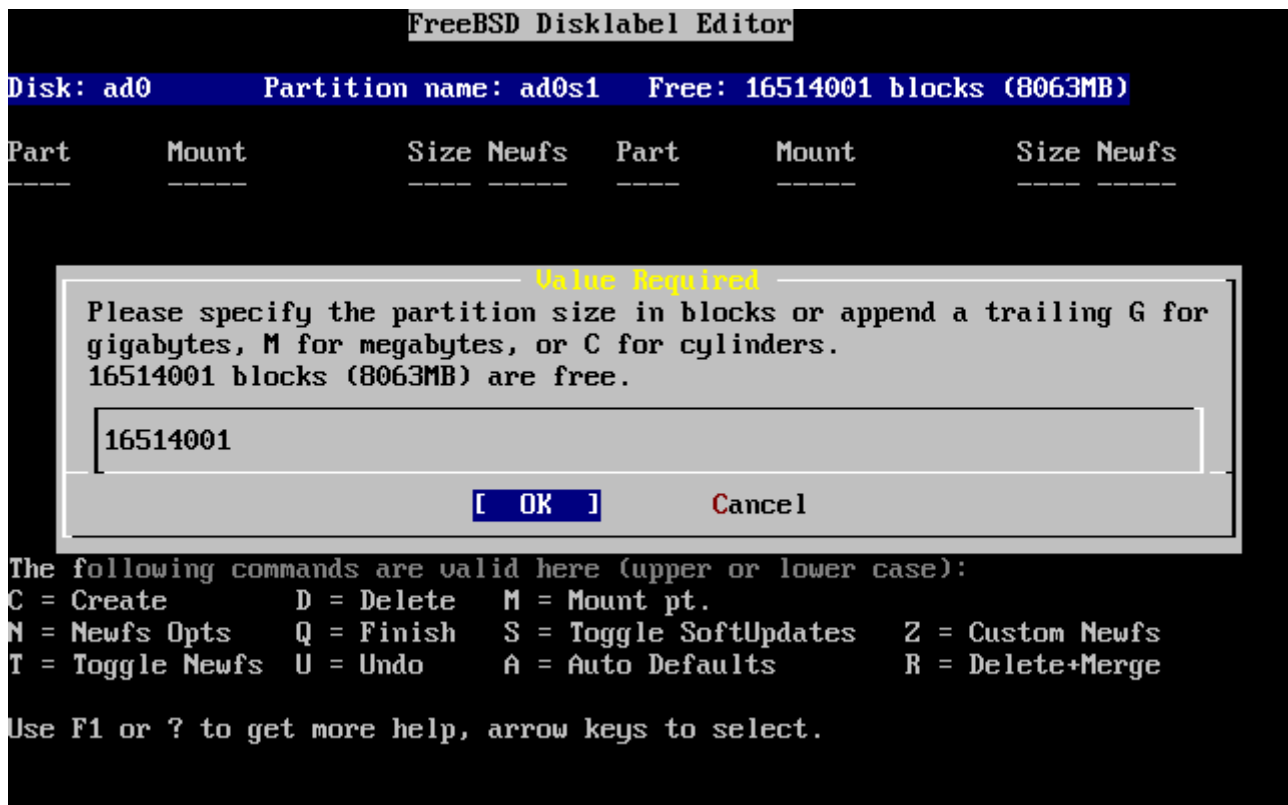 FreeBSD Disklabel Editor
Disk: ad0 Partition name: ad0s1 Free: 16514001 blocks (8063MB)
Part Mount Size Newfs Part Mount Size Newfs
---- ----- ---- ----- ---- ----- ---- -----
Value Required
Please specify the partition size in blocks or append a trailing G for
gigabytes, M for megabytes, or C for cylinders.
16514001 blocks (8063MB) are free.
16514001
[ OK ] Cancel
The following commands are valid here (upper or lower case):
C = Create D = Delete M = Mount pt.
N = Newfs Opts Q = Finish S = Toggle SoftUpdates Z = Custom Newfs
T = Toggle Newfs U = Undo A = Auto Defaults R = Delete+Merge
Use F1 or ? to get more help, arrow keys to select.